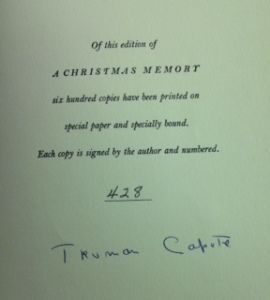 Of this edition of
A CHRISTMAS MEMORY
six hundred copies have been printed on
special paper and specially bound.
Each copy is signed by the author and numbered.
428
Truman Capote